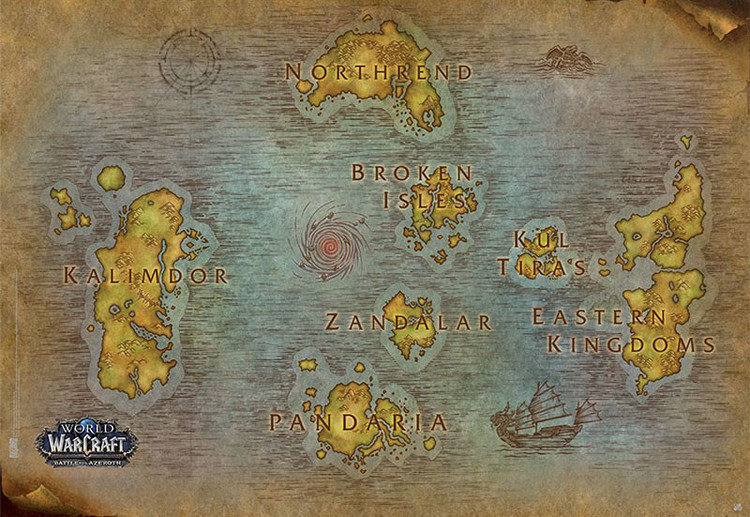 NORTHREND
BROKEN
ISLES
KUL
TIRAS
KALIMDOR
ZANDALAR
EASTERN
KINGDOMS
PANDARIA
WORLD
OF
WARCRAFT
BATTLE FOR AZEROTH